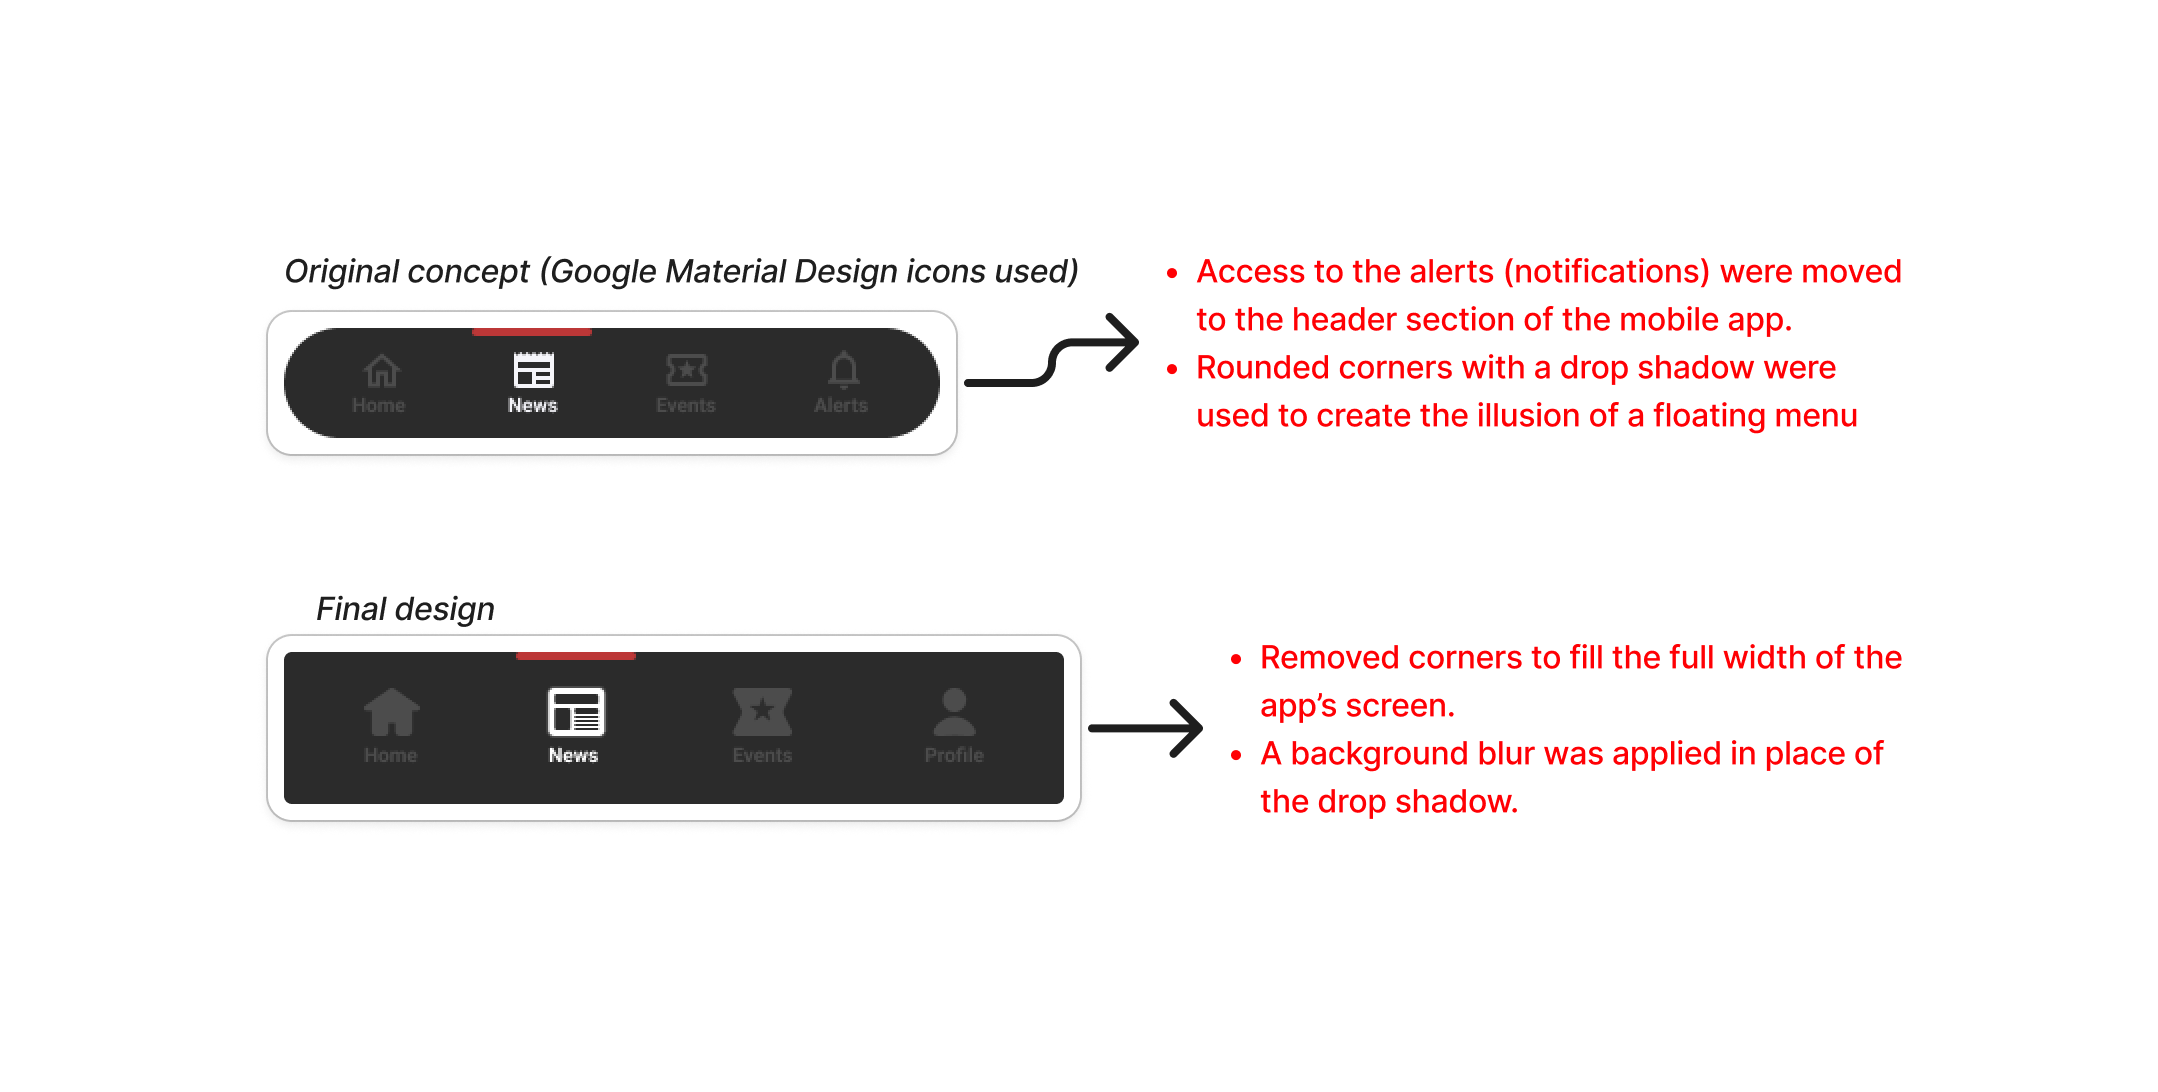 Original concept (Google Material Design icons used)
Home News Events Alerts
• Access to the alerts (notifications) were moved
to the header section of the mobile app.
• Rounded corners with a drop shadow were
used to create the illusion of a floating menu
Final design
Home News Events Profile
• Removed corners to fill the full width of the
app’s screen.
• A background blur was applied in place of
the drop shadow.